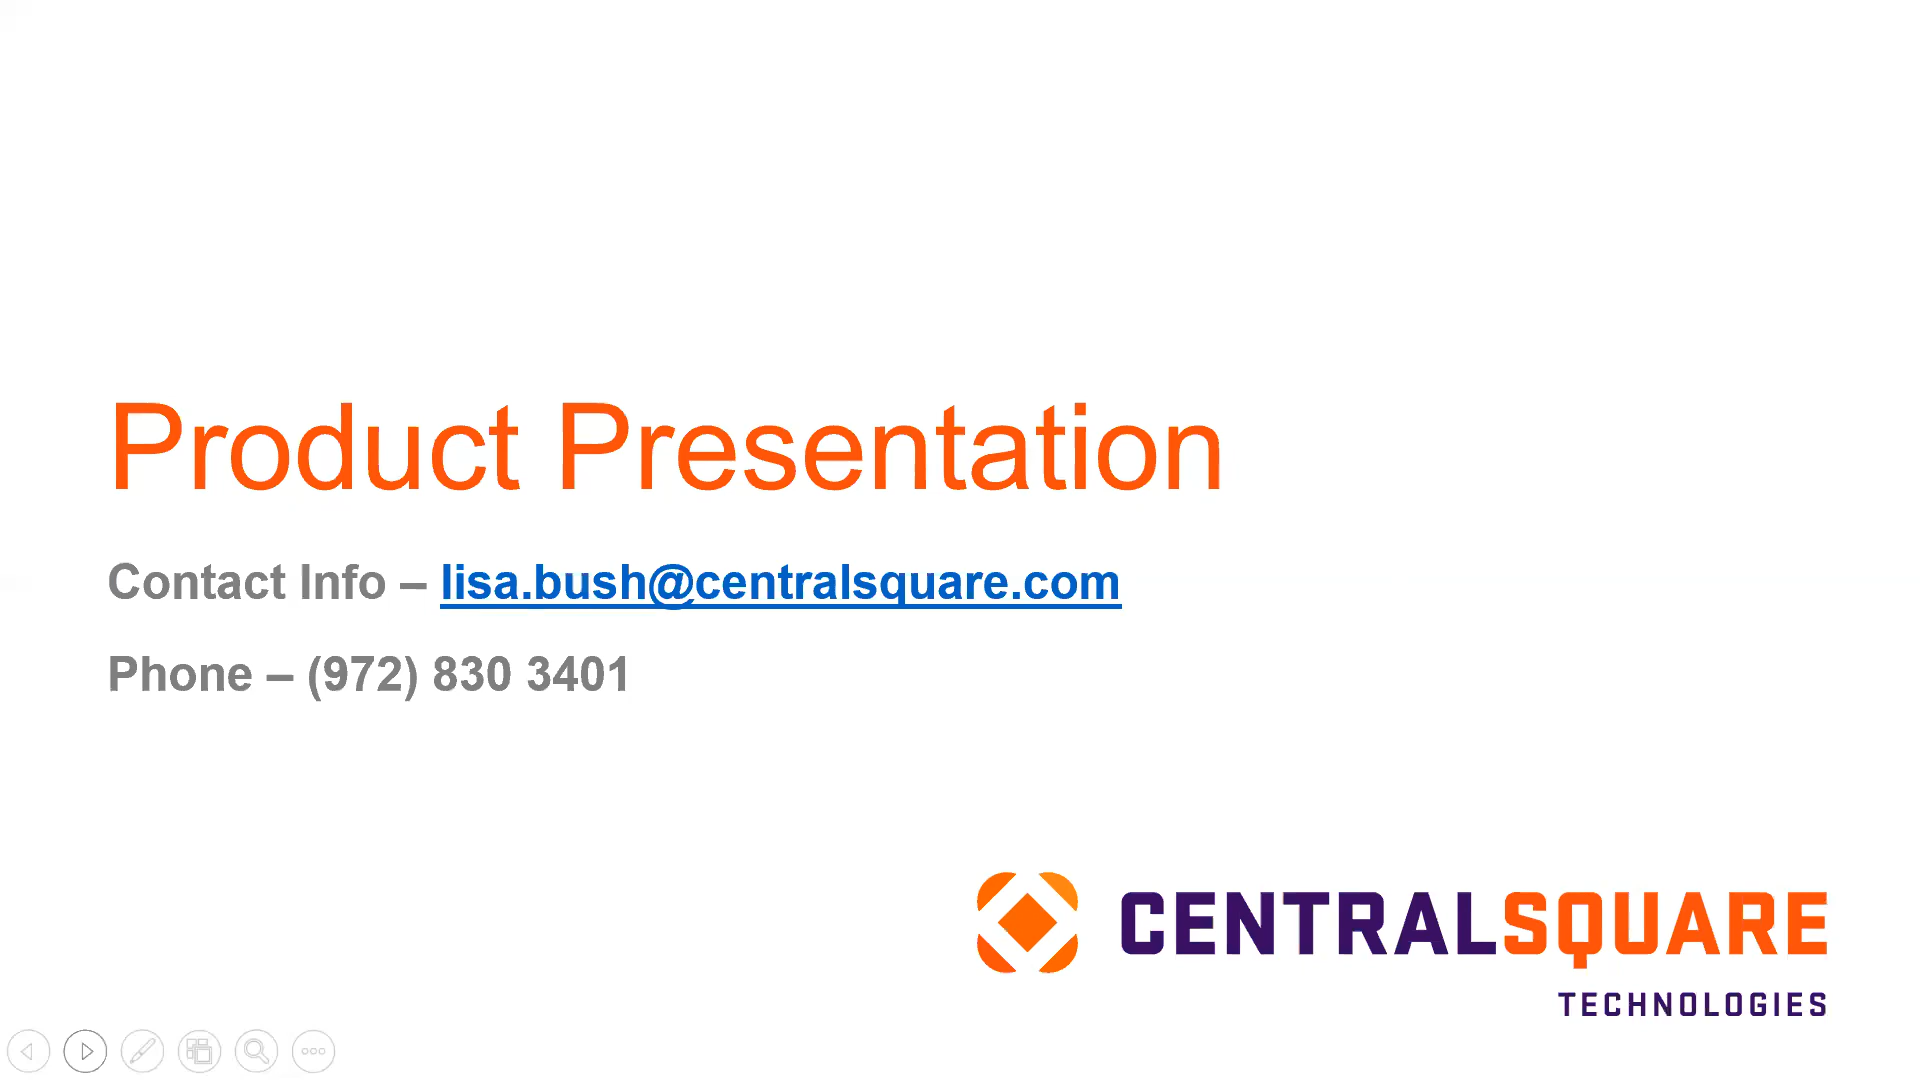 Product Presentation
Contact Info – lisa.bush@centralsquare.com
Phone – (972) 830 3401
CENTRALSQUARE
TECHNOLOGIES